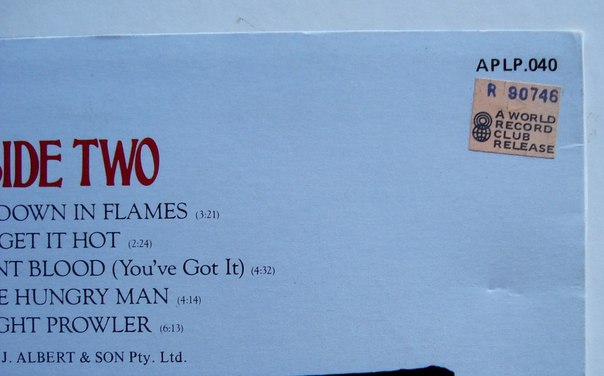 APLP.040
R 90746
A WORLD
RECORD
CLUB
RELEASE
SIDE TWO
DOWN IN FLAMES (3:21)
GET IT HOT (2:24)
NT BLOOD (You've Got It) (4:32)
E HUNGRY MAN (4:14)
GHT PROWLER (6:13)
J. ALBERT & SON Pty. Ltd.